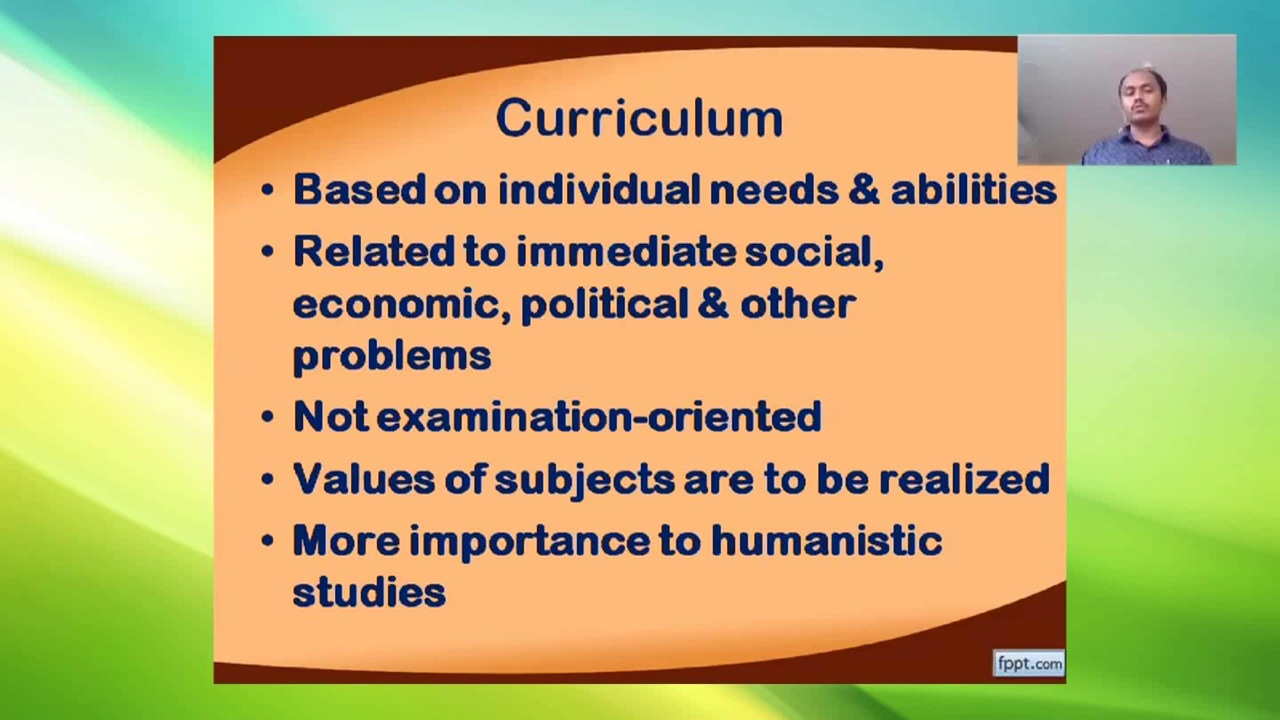 Curriculum
• Based on individual needs & abilities
• Related to immediate social,
economic, political & other
problems
• Not examination-oriented
• Values of subjects are to be realized
• More importance to humanistic
studies
fppt.com